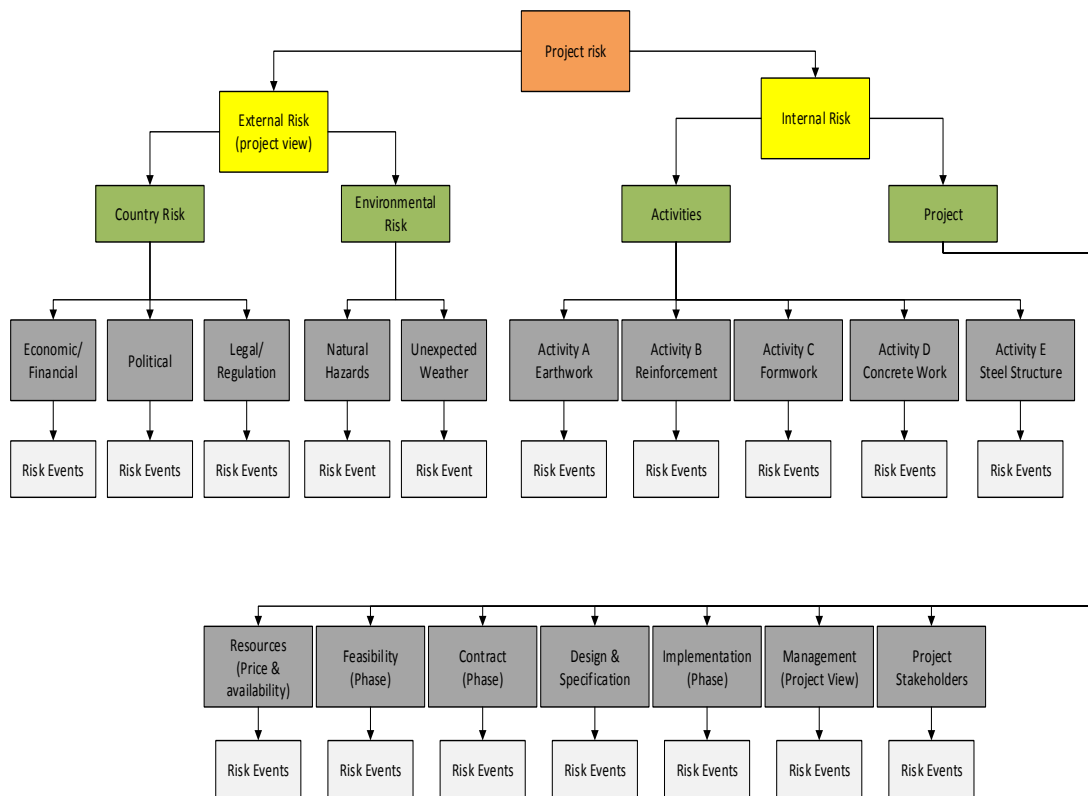 Project risk
External Risk
(project view)
Internal Risk
Country Risk
Environmental
Risk
Activities
Project
Economic/
Financial
Political
Legal/
Regulation
Natural
Hazards
Unexpected
Weather
Activity A
Earthwork
Activity B
Reinforcement
Activity C
Formwork
Activity D
Concrete Work
Activity E
Steel Structure
Risk Events
Risk Events
Risk Events
Risk Event
Risk Event
Risk Events
Risk Events
Risk Events
Risk Events
Risk Events
Resources
(Price &
availability)
Feasibility
(Phase)
Contract
(Phase)
Design &
Specification
Implementation
(Phase)
Management
(Project View)
Project
Stakeholders
Risk Events
Risk Events
Risk Events
Risk Events
Risk Events
Risk Events
Risk Events